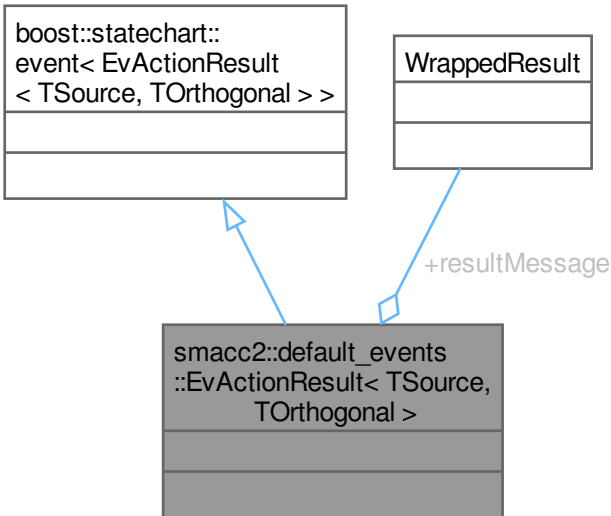 boost::statechart::
event< EvActionResult
< TSource, TOrthogonal > >
WrappedResult
+resultMessage
smacc2::default_events
::EvActionResult< TSource,
TOrthogonal >